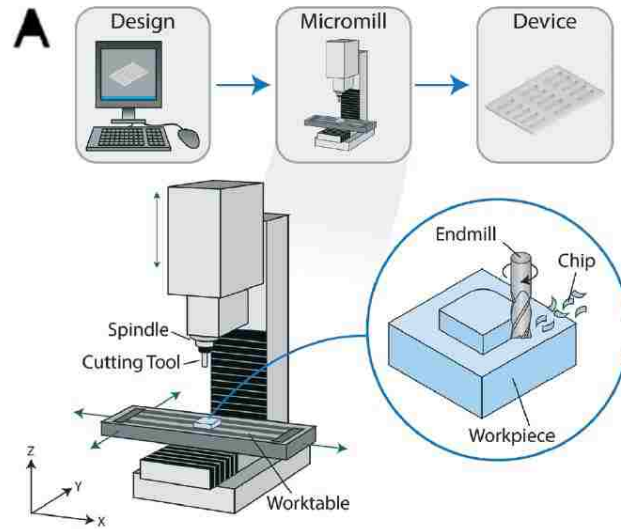 A
Design
Micromill
Device
Endmill
Chip
Spindle
Cutting Tool
Workpiece
Worktable
Z
Y
X